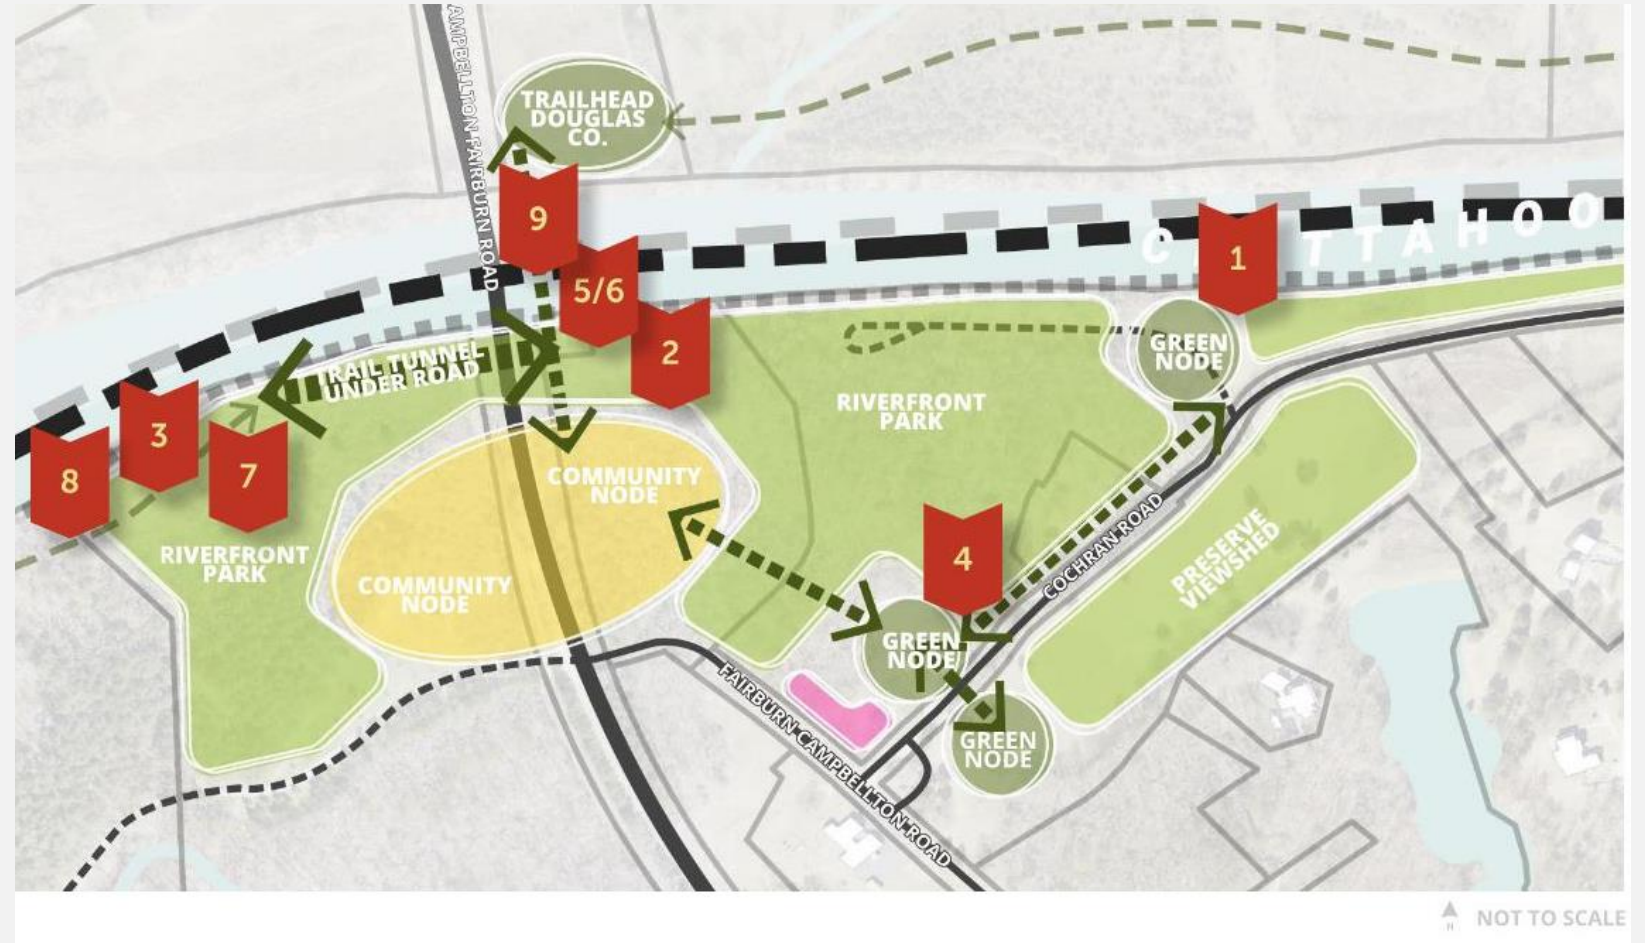 AMPBELLTON FAIRBURN ROAD
TRAILHEAD
DOUGLAS
CO.
9
5/6
1
C TTAHOO
2
GREEN
NODE
TRAIL TUNNEL
UNDER ROAD
RIVERFRONT
PARK
3
7
8
COMMUNITY
NODE
4
COCHRAN ROAD
PRESERVE
VIEWSHED
RIVERFRONT
PARK
COMMUNITY
NODE
GREEN
NODE
FAIRBURN-CAMPBELLTON ROAD
GREEN
NODE
N
NOT TO SCALE